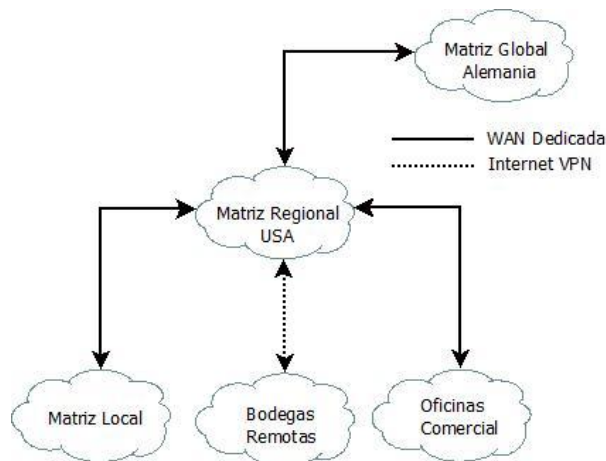 Matriz Global
Alemania
WAN Dedicada
Internet VPN
Matriz Regional
USA
Matriz Local
Bodegas
Remotas
Oficinas
Comercial